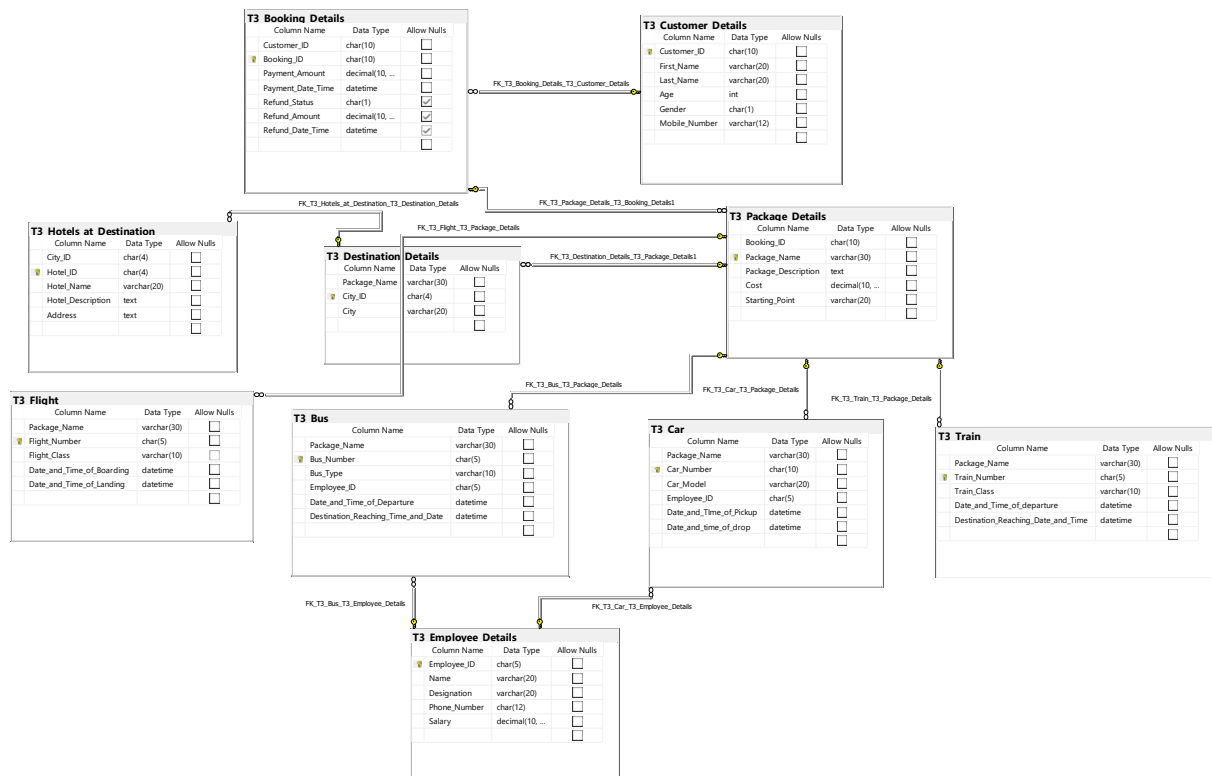 T3 Booking Details
Column Name Data Type Allow Nulls
Customer_ID char(10)
Booking_ID char(10)
Payment_Amount decimal(10, ...
Payment_Date_Time datetime
Refund_Status char(1)
Refund_Amount decimal(10, ...
Refund_Date_Time datetime
T3 Customer Details
Column Name Data Type Allow Nulls
Customer_ID char(10)
First_Name varchar(20)
Last_Name varchar(20)
Age int
Gender char(1)
Mobile_Number varchar(12)
FK_T3_Booking_Details_T3_Customer_Details
FK_T3_Hotels_at_Destination_T3_Destination_Details
FK_T3_Package_Details_T3_Booking_Details1
FK_T3_Flight_T3_Package_Details
T3 Hotels at Destination
Column Name Data Type Allow Nulls
City_ID char(4)
Hotel_ID char(4)
Hotel_Name varchar(20)
Hotel_Description text
Address text
T3 Destination Details
Column Name Data Type Allow Nulls
Package_Name varchar(30)
City_ID char(4)
City varchar(20)
FK_T3_Destination_Details_T3_Package_Details1
T3 Package Details
Column Name Data Type Allow Nulls
Booking_ID char(10)
Package_Name varchar(30)
Package_Description text
Cost decimal(10, ...
Starting_Point varchar(20)
FK_T3_Bus_T3_Package_Details
FK_T3_Car_T3_Package_Details
FK_T3_Train_T3_Package_Details
T3 Flight
Column Name Data Type Allow Nulls
Package_Name varchar(30)
Flight_Number char(5)
Flight_Class varchar(10)
Date_and_Time_of_Boarding datetime
Date_and_Time_of_Landing datetime
T3 Bus
Column Name Data Type Allow Nulls
Package_Name varchar(30)
Bus_Number char(5)
Bus_Type varchar(10)
Employee_ID char(5)
Date_and_Time_of_Departure datetime
Destination_Reaching_Time_and_Date datetime
T3 Car
Column Name Data Type Allow Nulls
Package_Name varchar(30)
Car_Number char(10)
Car_Model varchar(20)
Employee_ID char(5)
Date_and_TIme_of_Pickup datetime
Date_and_time_of_drop datetime
T3 Train
Column Name Data Type Allow Nulls
Package_Name varchar(30)
Train_Number char(5)
Train_Class varchar(10)
Date_and_Time_of_departure datetime
Destination_Reaching_Date_and_Time datetime
FK_T3_Bus_T3_Employee_Details
FK_T3_Car_T3_Employee_Details
T3 Employee Details
Column Name Data Type Allow Nulls
Employee_ID char(5)
Name varchar(20)
Designation varchar(20)
Phone_Number char(12)
Salary decimal(10, ...